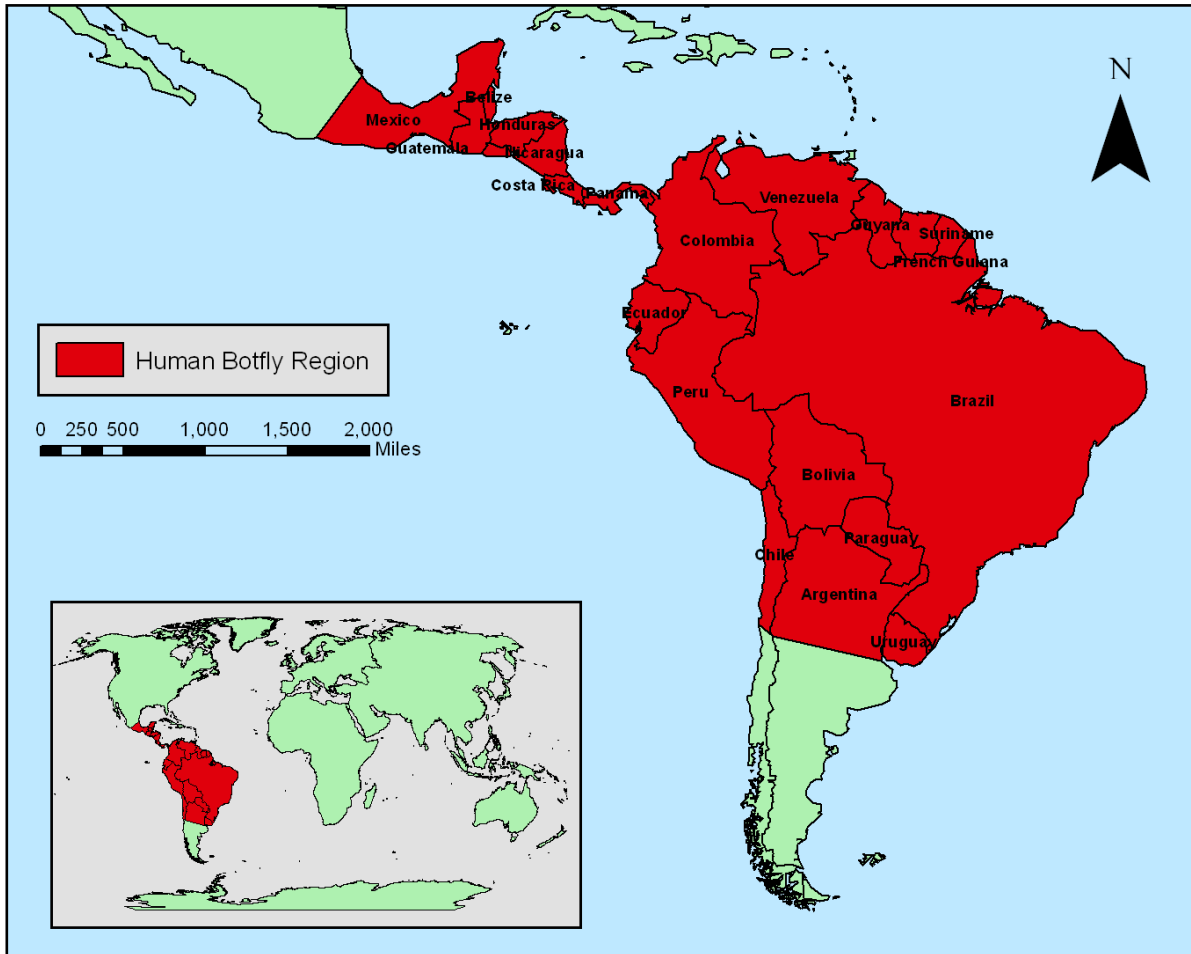 N
Belize
Mexico
Honduras
Guatemala
Nicaragua
Costa Rica
Panama
Venezuela
Guyana
Suriname
Colombia
French Guiana
Ecuador
Human Botfly Region
Peru
Brazil
0 250 500 1,000 1,500 2,000
Miles
Bolivia
Paraguay
Chile
Argentina
Uruguay